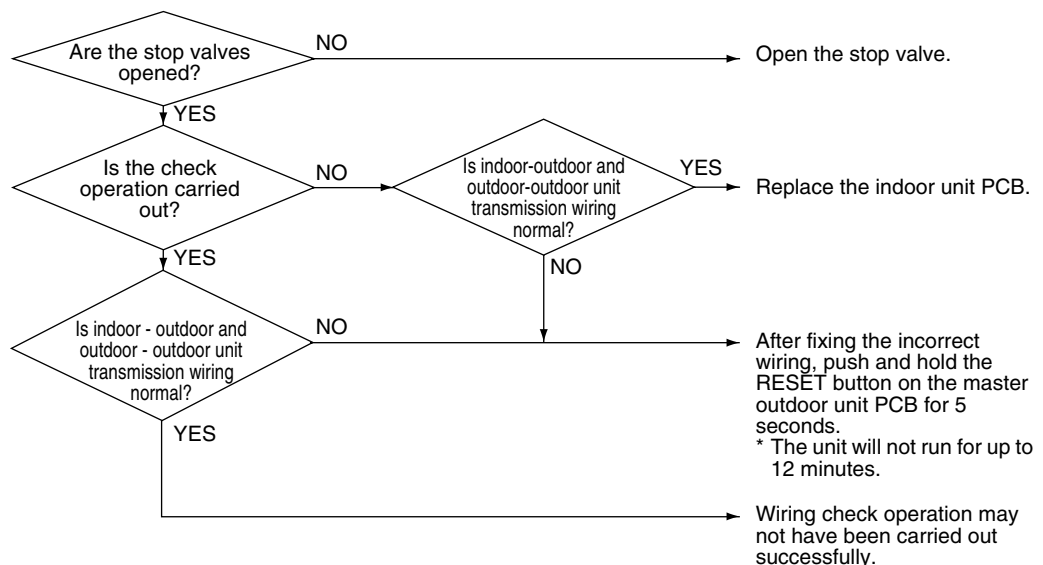 Are the stop valves
opened?
NO
Open the stop valve.
YES
Is the check
operation carried
out?
NO
Is indoor-outdoor and
outdoor-outdoor unit
transmission wiring
normal?
YES
Replace the indoor unit PCB.
YES
NO
Is indoor - outdoor and
outdoor - outdoor unit
transmission wiring
normal?
NO
After fixing the incorrect
wiring, push and hold the
RESET button on the master
outdoor unit PCB for 5
seconds.
* The unit will not run for up to
12 minutes.
YES
Wiring check operation may
not have been carried out
successfully.